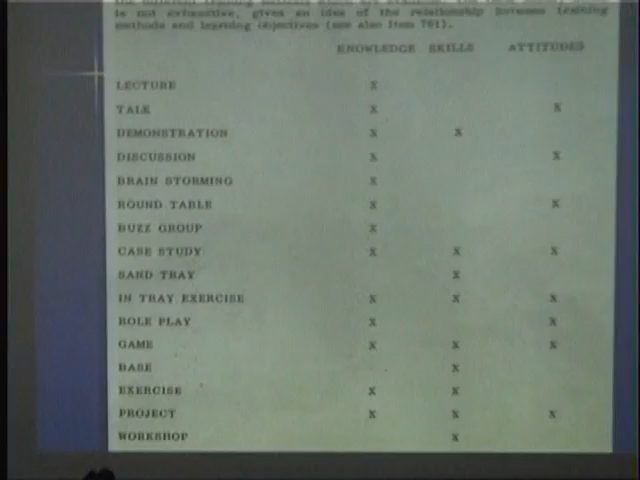 is not exhaustive, gives an idea of the relationship between training
methods and learning objectives (see also Item 701).
KNOWLEDGE SKILLS ATTITUDES
LECTURE X
TALK X X
DEMONSTRATION X X
DISCUSSION X X
BRAIN STORMING X
ROUND TABLE X X
BUZZ GROUP X
CASE STUDY X X X
SAND TRAY X
IN TRAY EXERCISE X X X
ROLE PLAY X X
GAME X X X
BASE X
EXERCISE X X
PROJECT X X X
WORKSHOP X